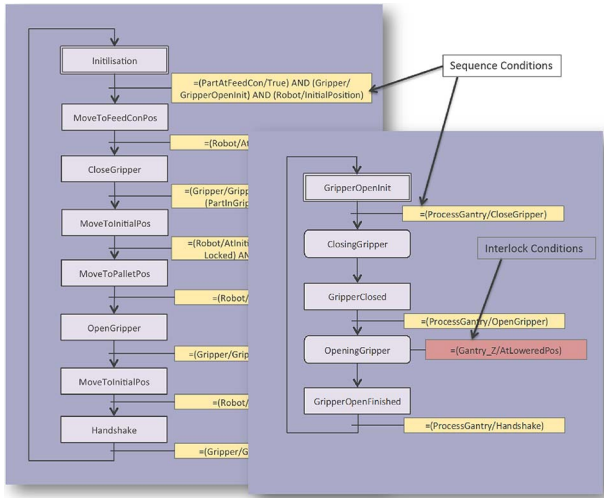 Initilisation
=(PartAtFeedCon/True) AND (Gripper/
GripperOpenInit) AND (Robot/InitialPosition)
MoveToFeedConPos
=(Robot/At
CloseGripper
=(Gripper/Gripp
(PartInGrip
MoveToInitialPos
=(Robot/AtIniti
Locked) AN
MoveToPalletPos
=(Robot/
OpenGripper
=(Gripper/Grip
MoveToInitialPos
=(Robot/
Handshake
=(Gripper/G
Sequence Conditions
GripperOpenInit
=(ProcessGantry/CloseGripper)
ClosingGripper
Interlock Conditions
GripperClosed
=(ProcessGantry/OpenGripper)
OpeningGripper
=(Gantry_Z/AtLoweredPos)
GripperOpenFinished
=(ProcessGantry/Handshake)